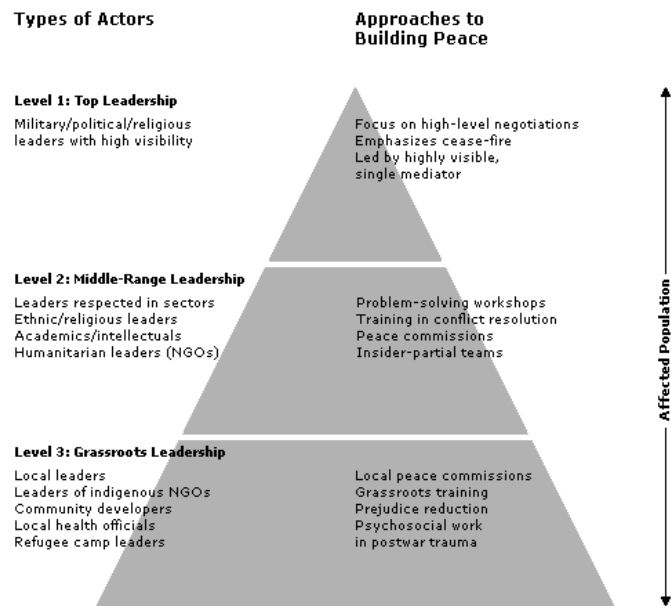 Types of Actors
Approaches to
Building Peace
Level 1: Top Leadership
Military/political/religious
leaders with high visibility
Focus on high-level negotiations
Emphasizes cease-fire
Led by highly visible,
single mediator
Level 2: Middle-Range Leadership
Leaders respected in sectors
Ethnic/religious leaders
Academics/intellectuals
Humanitarian leaders (NGOs)
Problem-solving workshops
Training in conflict resolution
Peace commissions
Insider-partial teams
Level 3: Grassroots Leadership
Local leaders
Leaders of indigenous NGOs
Community developers
Local health officials
Refugee camp leaders
Local peace commissions
Grassroots training
Prejudice reduction
Psychosocial work
in postwar trauma
Affected Population